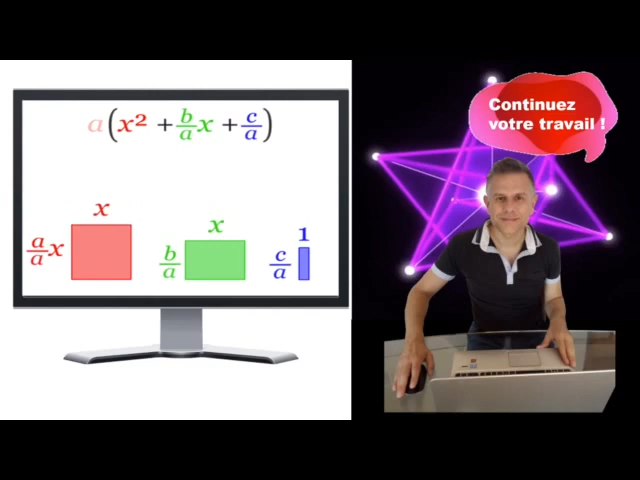 a(x² + b/a x + c/a)
x
a/a x
x
b/a
1
c/a
Continuez
votre travail !